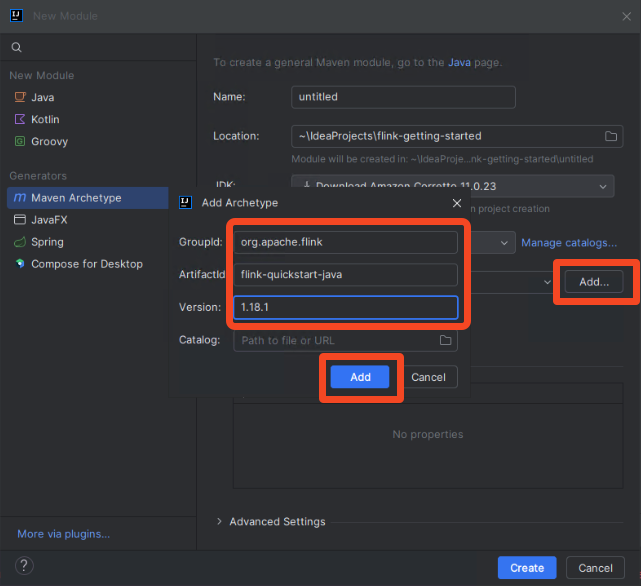 New Module
New Module
Java
Kotlin
Groovy
Generators
Maven Archetype
JavaFX
Spring
Compose for Desktop
More via plugins...
To create a general Maven module, go to the Java page.
Name:
untitled
Location:
~\IdeaProjects\flink-getting-started
Module will be created in: ~\IdeaProje...nk-getting-started\untitled
JDK:
Download Amazon Corretto 11.0.23
n project creation
Manage catalogs...
Add...
Add Archetype
GroupId:
org.apache.flink
ArtifactId
flink-quickstart-java
Version:
1.18.1
Catalog:
Path to file or URL
Add
Cancel
No properties
Advanced Settings
?
Create
Cancel